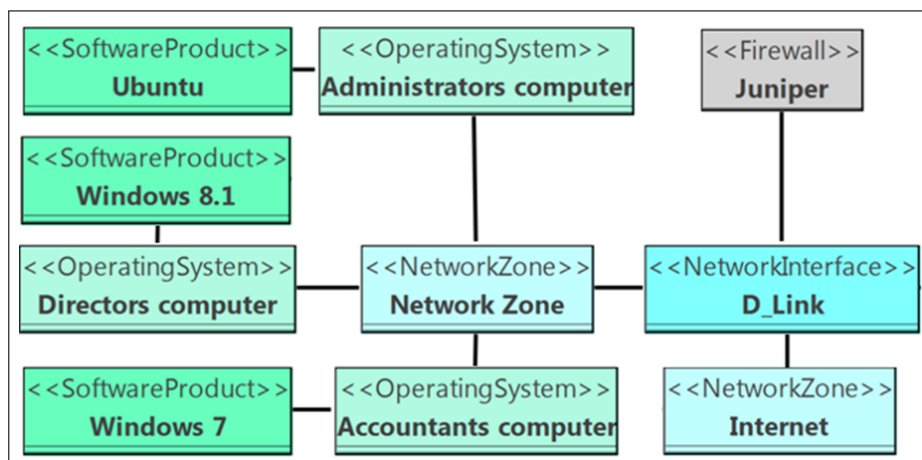 <<SoftwareProduct>>
Ubuntu
<<OperatingSystem>>
Administrators computer
<<Firewall>>
Juniper
<<SoftwareProduct>>
Windows 8.1
<<OperatingSystem>>
Directors computer
<<NetworkZone>>
Network Zone
<<NetworkInterface>>
D_Link
<<SoftwareProduct>>
Windows 7
<<OperatingSystem>>
Accountants computer
<<NetworkZone>>
Internet